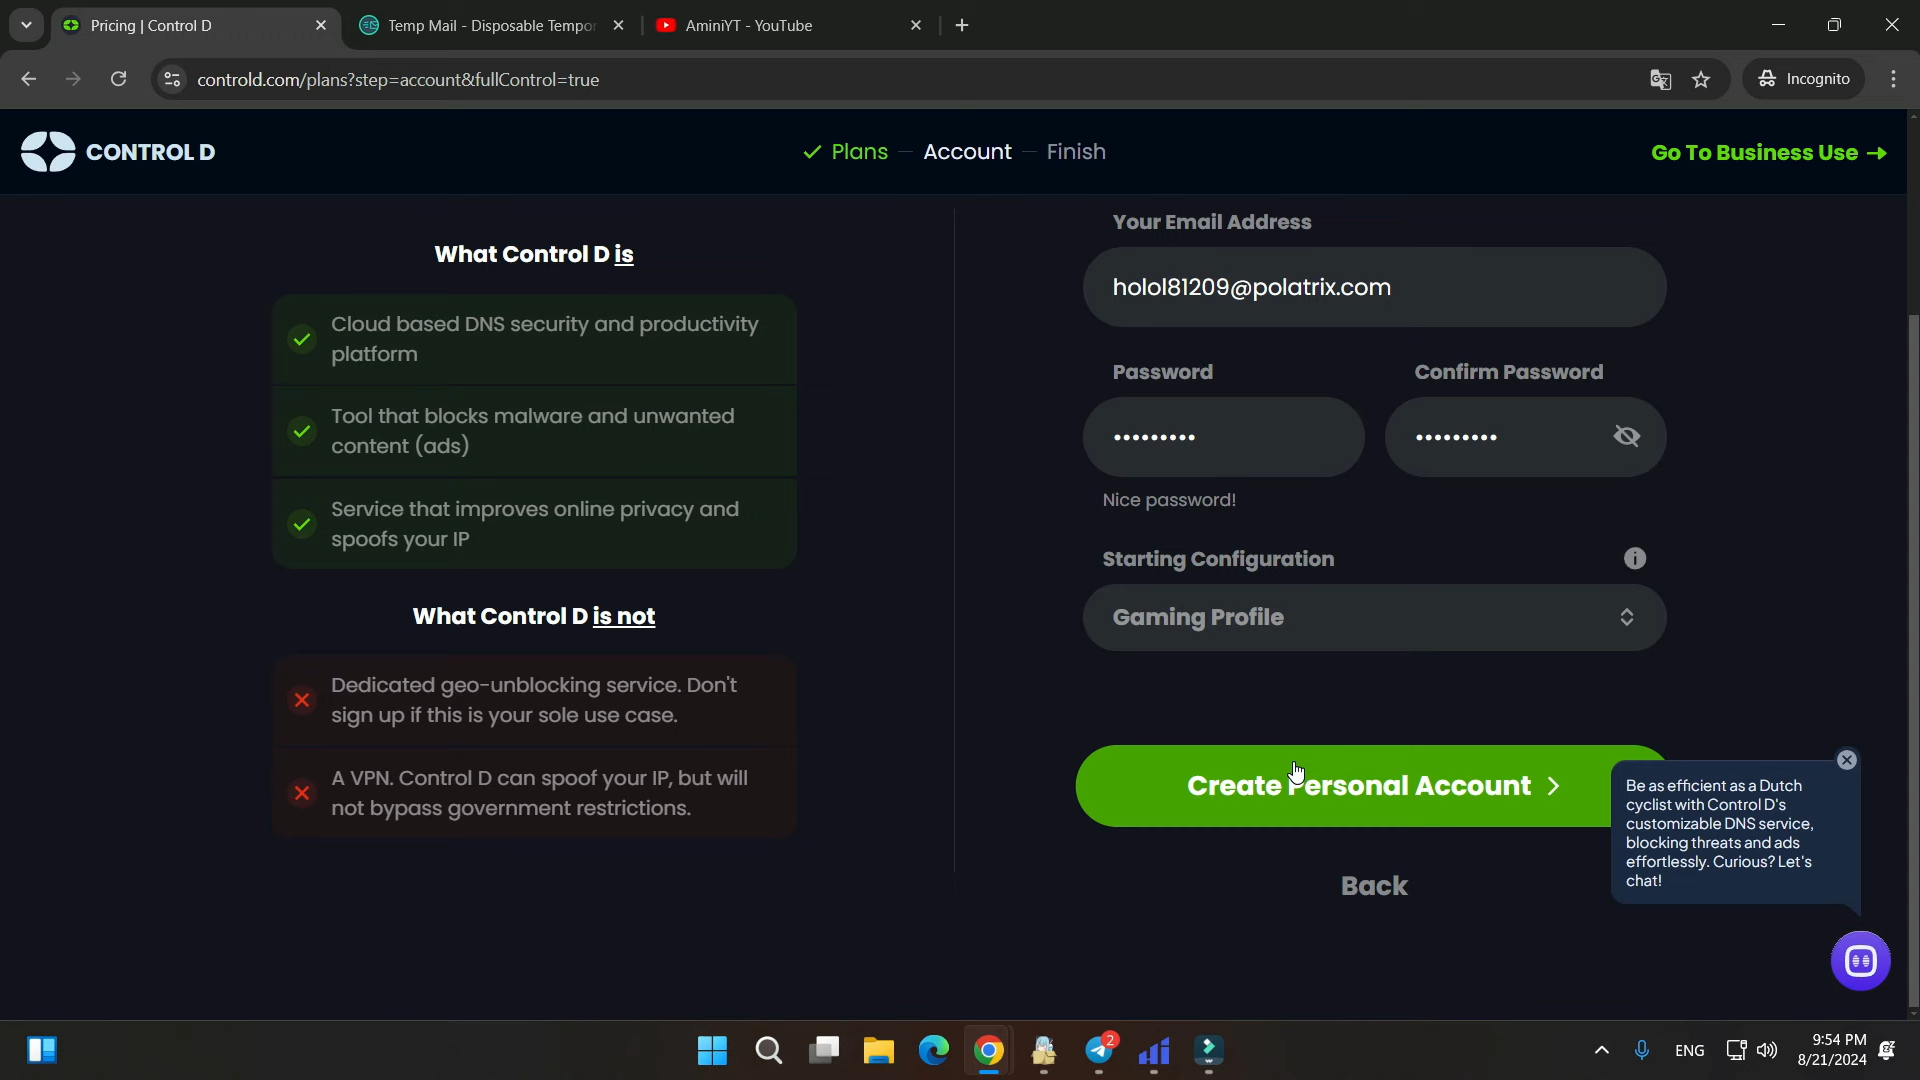 Pricing | Control D
Temp Mail - Disposable Tempor
AminiYT - YouTube
controld.com/plans?step=account&fullControl=true
Incognito
CONTROL D
Plans
Account
Finish
Go To Business Use →
What Control D is
Cloud based DNS security and productivity
platform
Tool that blocks malware and unwanted
content (ads)
Service that improves online privacy and
spoofs your IP
What Control D is not
Dedicated geo-unblocking service. Don't
sign up if this is your sole use case.
A VPN. Control D can spoof your IP, but will
not bypass government restrictions.
Your Email Address
holol81209@polatrix.com
Password
Confirm Password
•••••••••
•••••••••
Nice password!
Starting Configuration
Gaming Profile
Create Personal Account
Back
Be as efficient as a Dutch
cyclist with Control D's
customizable DNS service,
blocking threats and ads
effortlessly. Curious? Let's
chat!
2
ENG
9:54 PM
8/21/2024